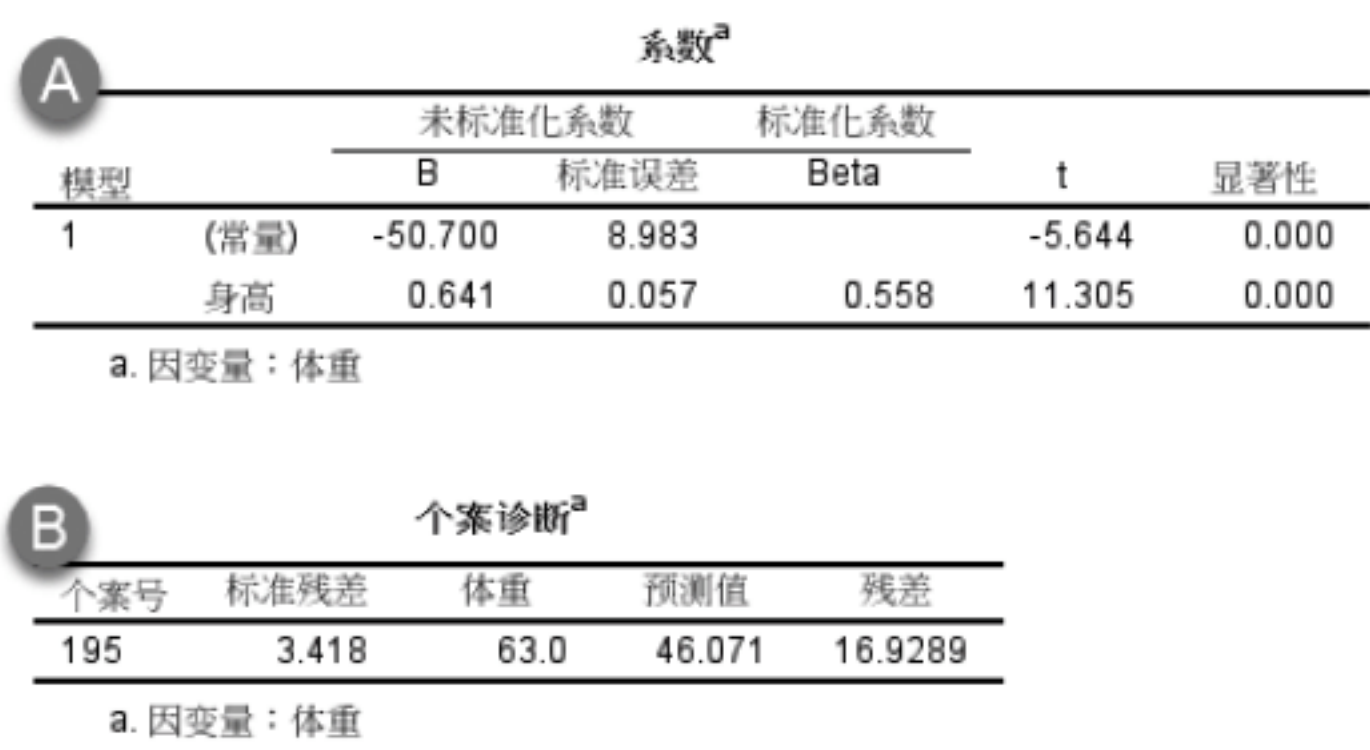 A
系数a
未标准化系数 标准化系数
模型 B 标准误差 Beta t 显著性
1 (常量) -50.700 8.983 -5.644 0.000
身高 0.641 0.057 0.558 11.305 0.000
a. 因变量：体重
B
个案诊断a
个案号 标准残差 体重 预测值 残差
195 3.418 63.0 46.071 16.9289
a. 因变量：体重